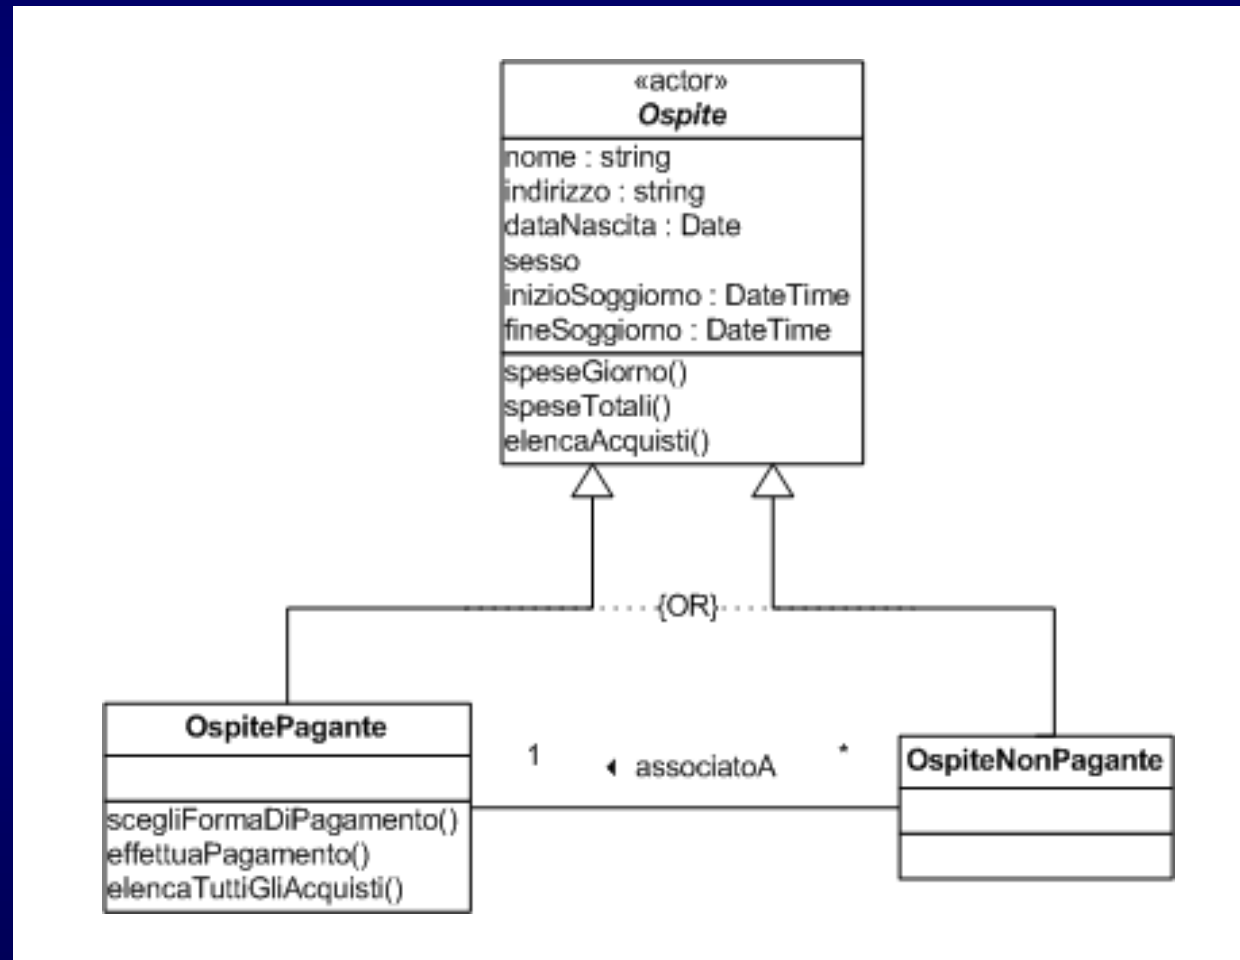 «actor»
Ospite
nome : string
indirizzo : string
dataNascita : Date
sesso
inizioSoggiorno : DateTime
fineSoggiorno : DateTime
speseGiorno()
speseTotali()
elencaAcquisti()
{OR}
OspitePagante
scegliFormaDiPagamento()
effettuaPagamento()
elencaTuttiGliAcquisti()
1 associatoA *
OspiteNonPagante